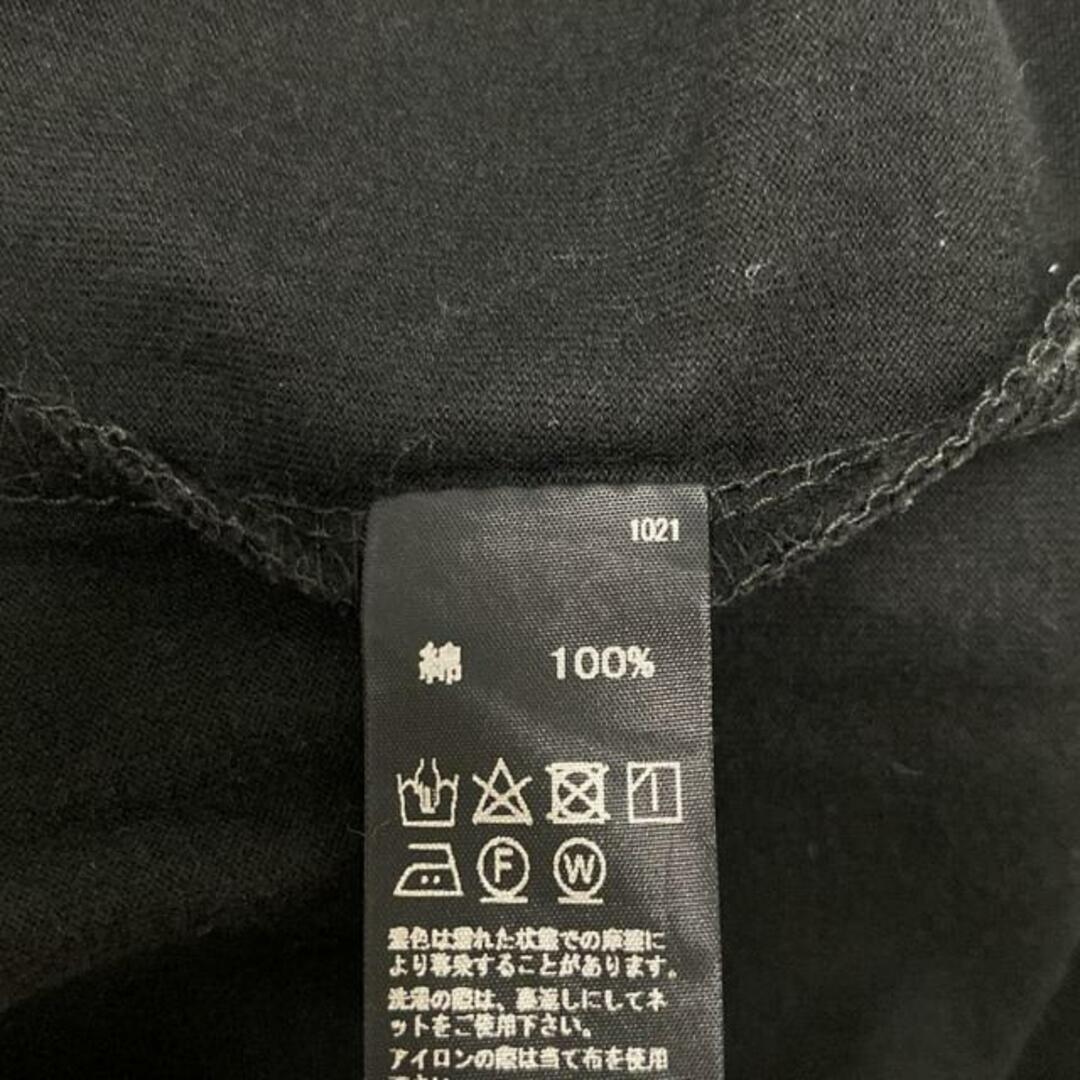 1021
綿 100%
F W
濃色は濡れた状態での摩擦に
より移染することがあります。
洗濯の際は、裏返しにしてネ
ットをご使用下さい。
アイロンの際は当て布を使用